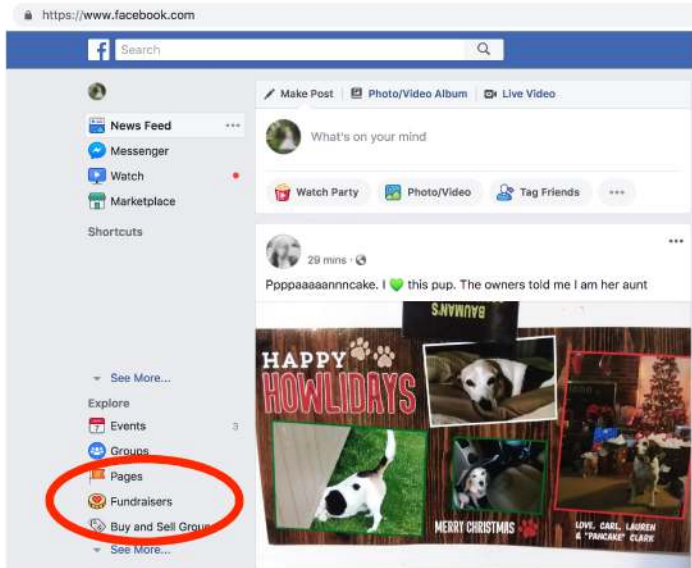 https://www.facebook.com
f Search
Make Post Photo/Video Album Live Video
News Feed
What's on your mind
Messenger
Watch
Marketplace
Watch Party Photo/Video Tag Friends
Shortcuts
29 mins
Ppppaaaaannncake. I 💚 this pup. The owners told me I am her aunt
BAUMAN'S
HAPPY
HOWLIDAYS
See More...
Explore
Events 3
Groups
Pages
Fundraisers
Buy and Sell Group
See More...
MERRY CHRISTMAS
LOVE, CARL, LAUREN
& "PANCAKE" CLARK